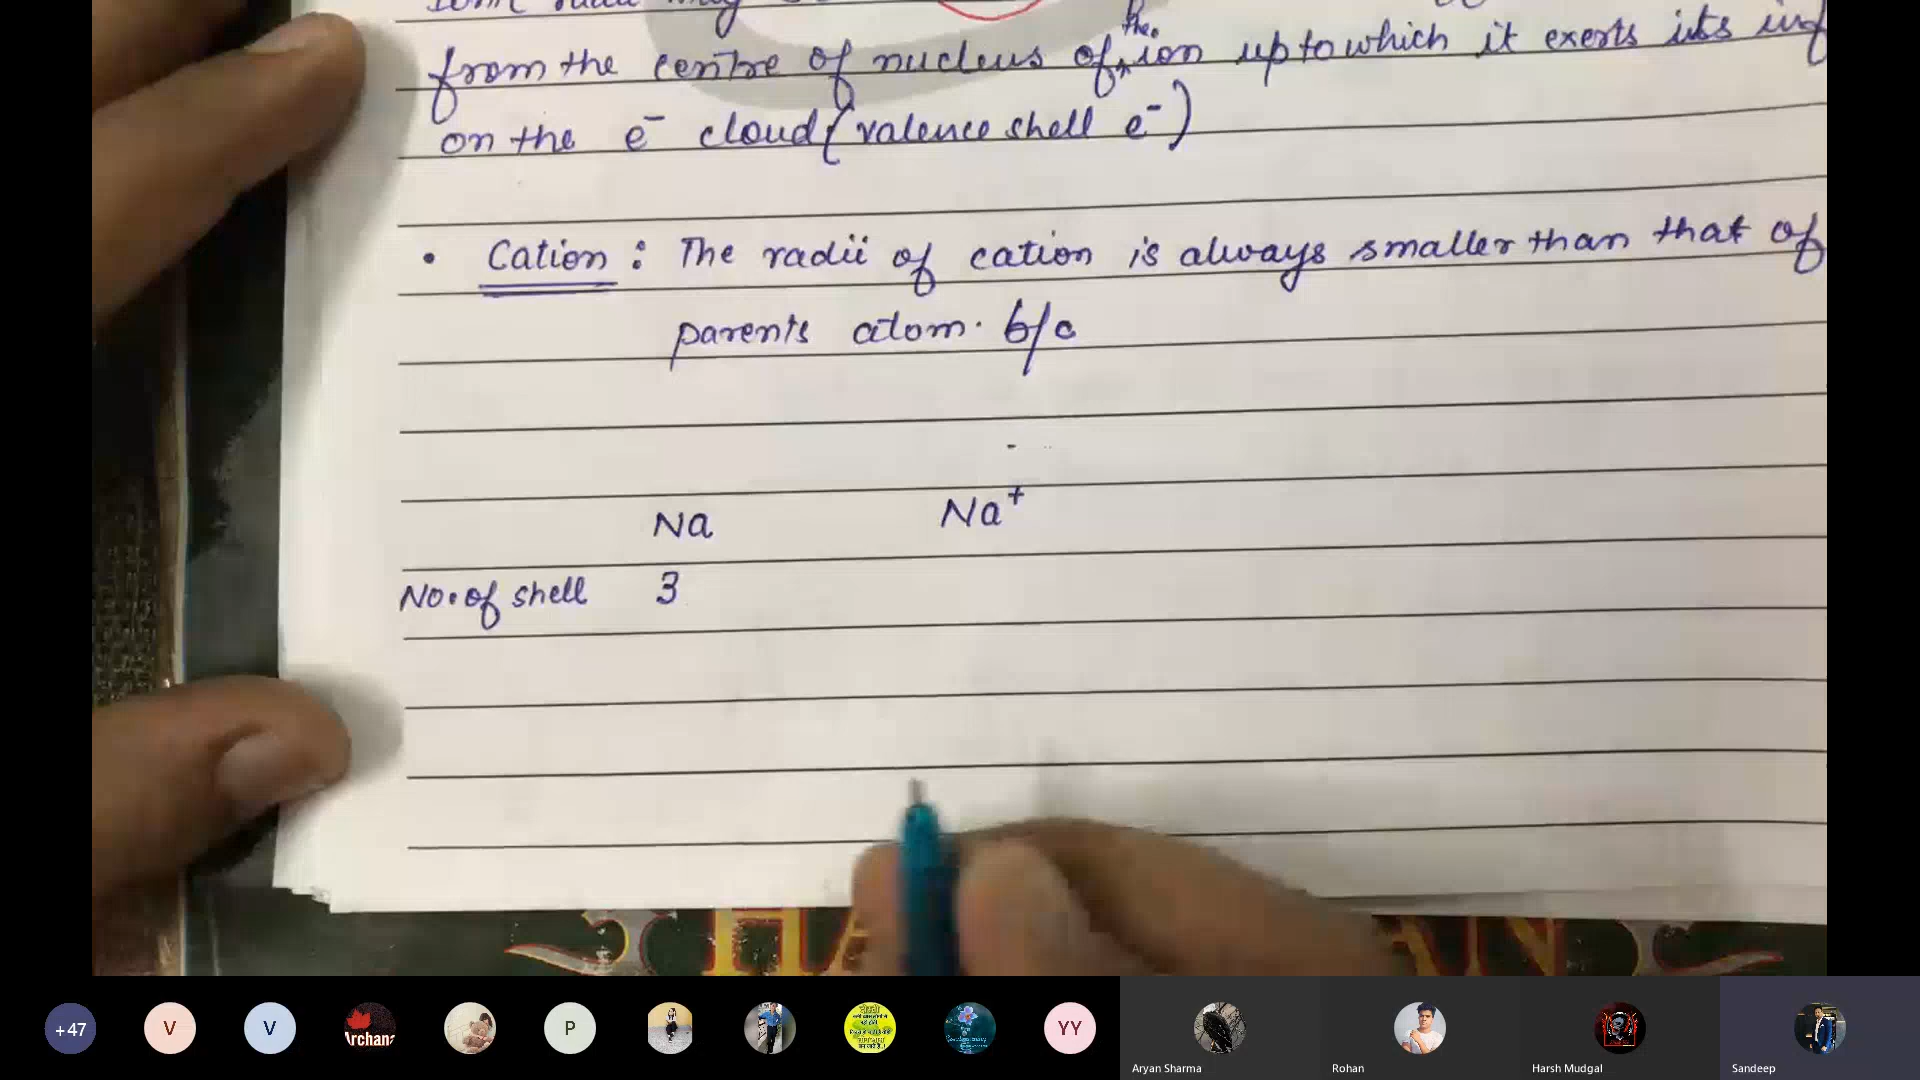 from the centre of nucleus of the ion upto which it exerts its inf
on the e⁻ cloud (valence shell e⁻)
• Cation : The radii of cation is always smaller than that of
parents atom. b/c
Na Na⁺
No. of shell 3
+47 V V Archana P YY
Aryan Sharma Rohan Harsh Mudgal Sandeep